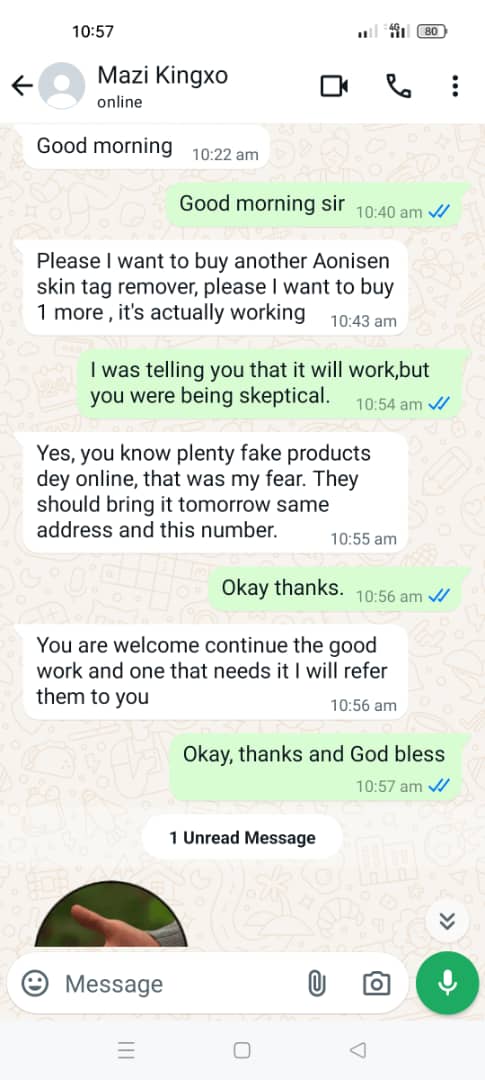 10:57
4G
80
Mazi Kingxo
online
Good morning
10:22 am
Good morning sir
10:40 am
Please I want to buy another Aonisen
skin tag remover, please I want to buy
1 more , it's actually working
10:43 am
I was telling you that it will work,but
you were being skeptical.
10:54 am
Yes, you know plenty fake products
dey online, that was my fear. They
should bring it tomorrow same
address and this number.
10:55 am
Okay thanks.
10:56 am
You are welcome continue the good
work and one that needs it I will refer
them to you
10:56 am
Okay, thanks and God bless
10:57 am
1 Unread Message
Message